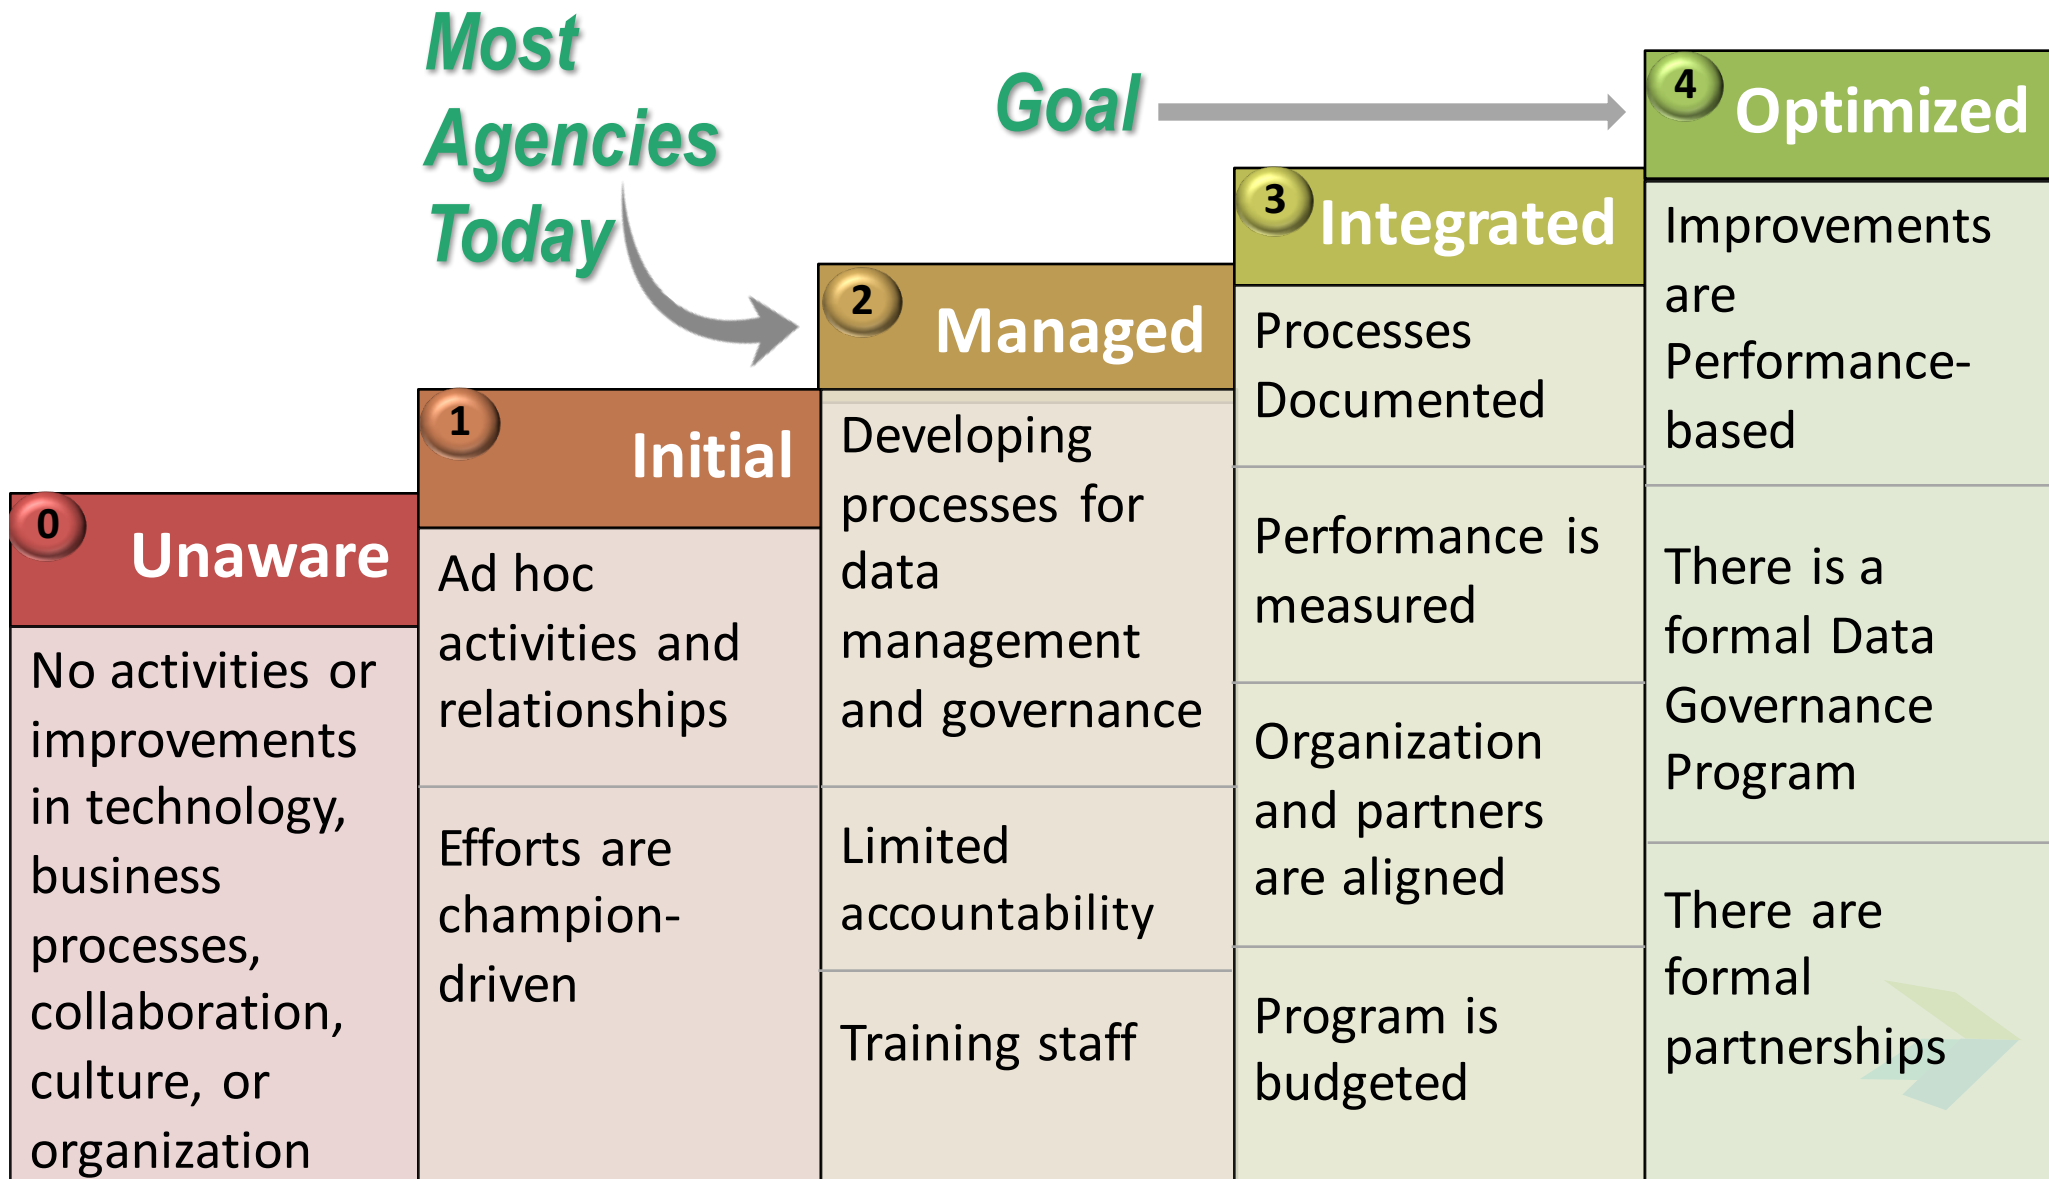 Most
Agencies
Today
Goal
0
Unaware
No activities or
improvements
in technology,
business
processes,
collaboration,
culture, or
organization
1
Initial
Ad hoc
activities and
relationships
Efforts are
champion-
driven
2
Managed
Developing
processes for
data
management
and governance
Limited
accountability
Training staff
3
Integrated
Processes
Documented
Performance is
measured
Organization
and partners
are aligned
Program is
budgeted
4
Optimized
Improvements
are
Performance-
based
There is a
formal Data
Governance
Program
There are
formal
partnerships